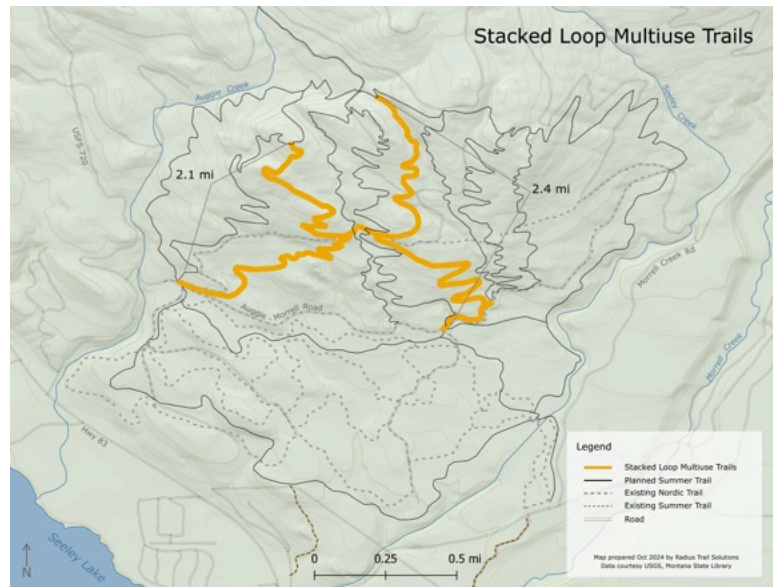 Stacked Loop Multiuse Trails
Auggie Creek
Seeley Creek
USFS 720
2.1 mi
2.4 mi
Morrell Creek Rd
Auggie - Morrell Road
Morrell Creek
Hwy 83
Seeley Lake
N
0 0.25 0.5 mi
Legend
Stacked Loop Multiuse Trails
Planned Summer Trail
Existing Nordic Trail
Existing Summer Trail
Road
Map prepared Oct 2024 by Radius Trail Solutions
Data courtesy USGS, Montana State Library